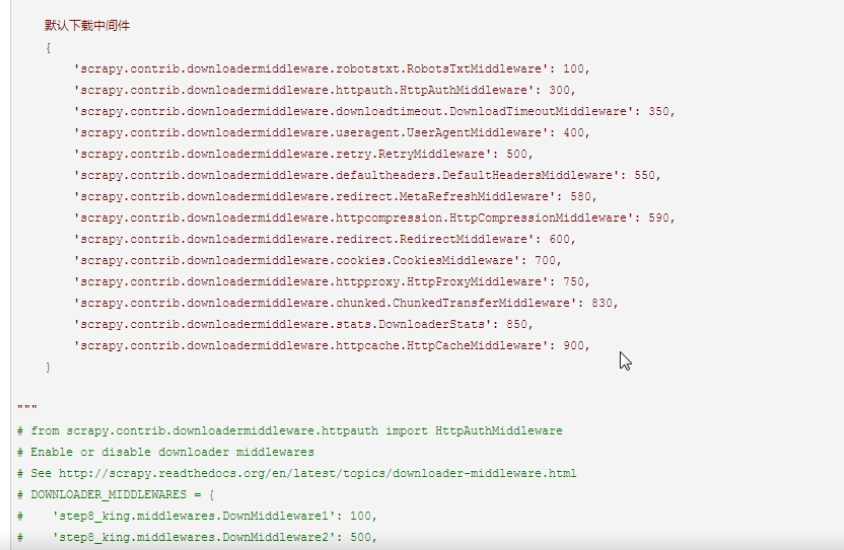 默认下载中间件
{
'scrapy.contrib.downloadermiddleware.robotstxt.RobotsTxtMiddleware': 100,
'scrapy.contrib.downloadermiddleware.httpauth.HttpAuthMiddleware': 300,
'scrapy.contrib.downloadermiddleware.downloadtimeout.DownloadTimeoutMiddleware': 350,
'scrapy.contrib.downloadermiddleware.useragent.UserAgentMiddleware': 400,
'scrapy.contrib.downloadermiddleware.retry.RetryMiddleware': 500,
'scrapy.contrib.downloadermiddleware.defaultheaders.DefaultHeadersMiddleware': 550,
'scrapy.contrib.downloadermiddleware.redirect.MetaRefreshMiddleware': 580,
'scrapy.contrib.downloadermiddleware.httpcompression.HttpCompressionMiddleware': 590,
'scrapy.contrib.downloadermiddleware.redirect.RedirectMiddleware': 600,
'scrapy.contrib.downloadermiddleware.cookies.CookiesMiddleware': 700,
'scrapy.contrib.downloadermiddleware.httpproxy.HttpProxyMiddleware': 750,
'scrapy.contrib.downloadermiddleware.chunked.ChunkedTransferMiddleware': 830,
'scrapy.contrib.downloadermiddleware.stats.DownloaderStats': 850,
'scrapy.contrib.downloadermiddleware.httpcache.HttpCacheMiddleware': 900,
}
"""
# from scrapy.contrib.downloadermiddleware.httpauth import HttpAuthMiddleware
# Enable or disable downloader middlewares
# See http://scrapy.readthedocs.org/en/latest/topics/downloader-middleware.html
# DOWNLOADER_MIDDLEWARES = {
#    'step8_king.middlewares.DownMiddleware1': 100,
#    'step8_king.middlewares.DownMiddleware2': 500,